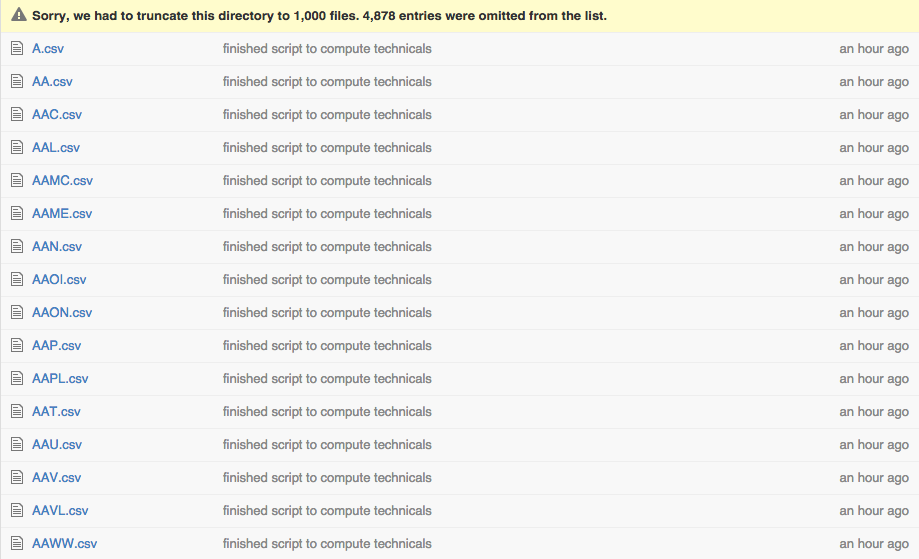 Sorry, we had to truncate this directory to 1,000 files. 4,878 entries were omitted from the list.
A.csv finished script to compute technicals an hour ago
AA.csv finished script to compute technicals an hour ago
AAC.csv finished script to compute technicals an hour ago
AAL.csv finished script to compute technicals an hour ago
AAMC.csv finished script to compute technicals an hour ago
AAME.csv finished script to compute technicals an hour ago
AAN.csv finished script to compute technicals an hour ago
AAOI.csv finished script to compute technicals an hour ago
AAON.csv finished script to compute technicals an hour ago
AAP.csv finished script to compute technicals an hour ago
AAPL.csv finished script to compute technicals an hour ago
AAT.csv finished script to compute technicals an hour ago
AAU.csv finished script to compute technicals an hour ago
AAV.csv finished script to compute technicals an hour ago
AAVL.csv finished script to compute technicals an hour ago
AAWW.csv finished script to compute technicals an hour ago